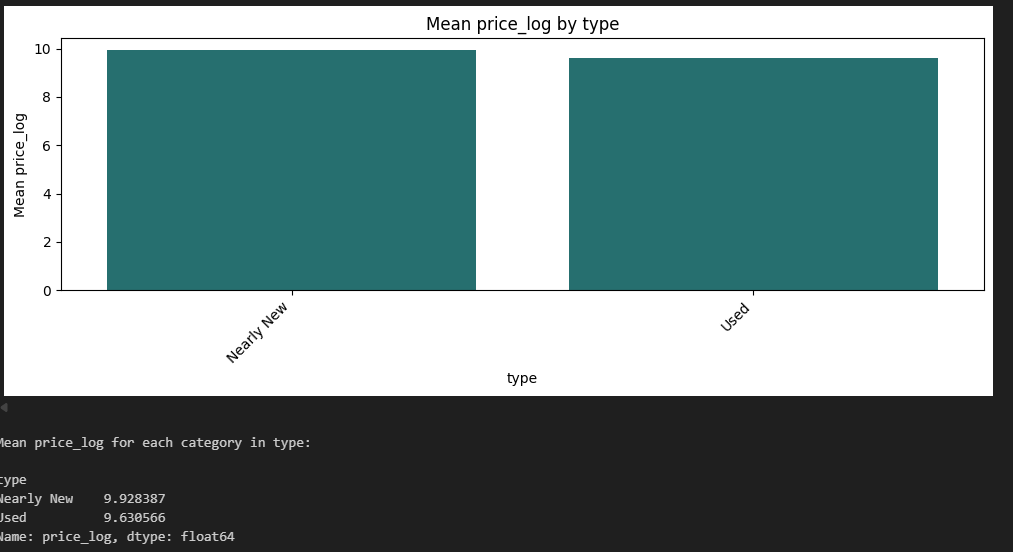 Mean price_log by type
10
8
6
4
2
0
Mean price_log
Nearly New
Used
type
Mean price_log for each category in type:
type
Nearly New    9.928387
Used          9.630566
Name: price_log, dtype: float64